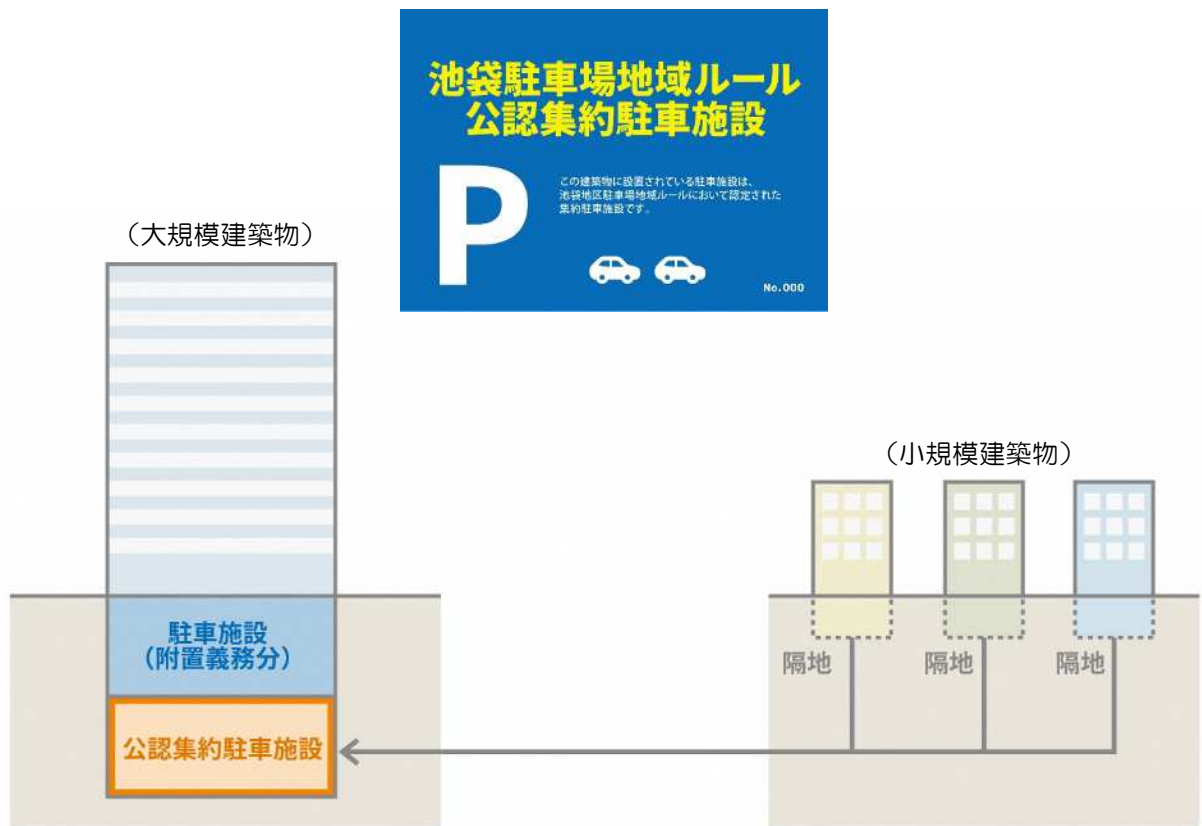 池袋駐車場地域ルール
公認集約駐車施設
P
この建築物に設置されている駐車施設は、
池袋地区駐車場地域ルールにおいて認定された
集約駐車施設です。
No.000
（大規模建築物）
（小規模建築物）
駐車施設
（附置義務分）
隔地
隔地
隔地
公認集約駐車施設